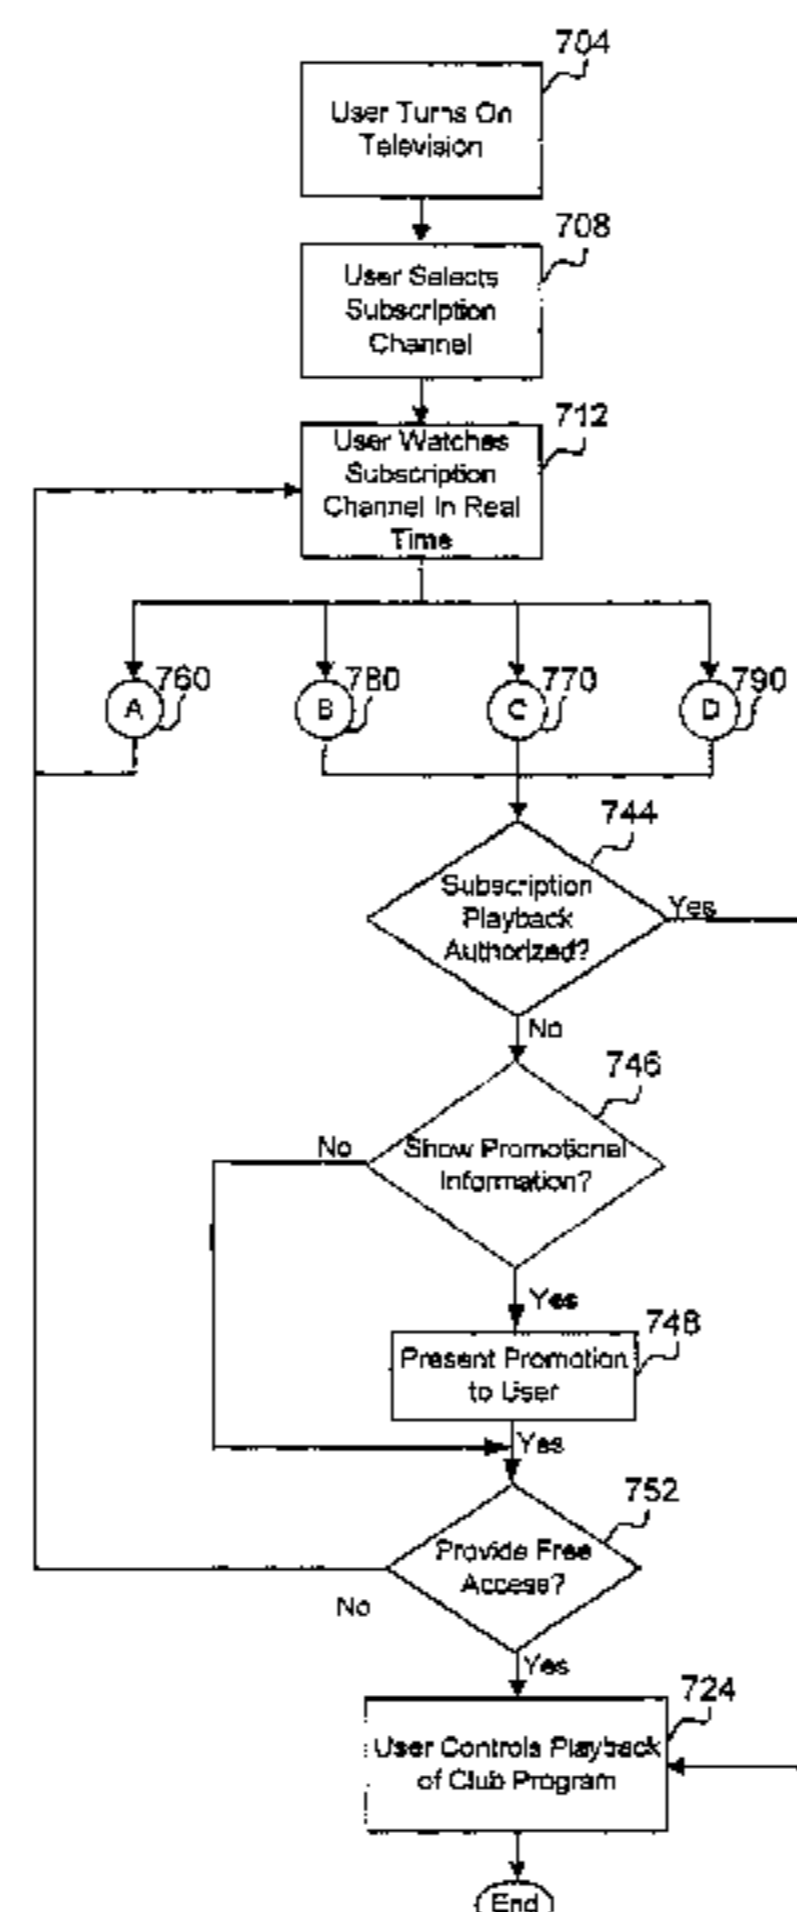 704
User Turns On
Television
708
User Selects
Subscription
Channel
712
User Watches
Subscription
Channel In Real
Time
A
760
B
780
C
770
D
790
744
Subscription
Playback
Authorized?
Yes
No
746
No
Show Promotional
Information?
Yes
748
Present Promotion
to User
Yes
752
Provide Free
Access?
No
Yes
724
User Controls Playback
of Club Program
End